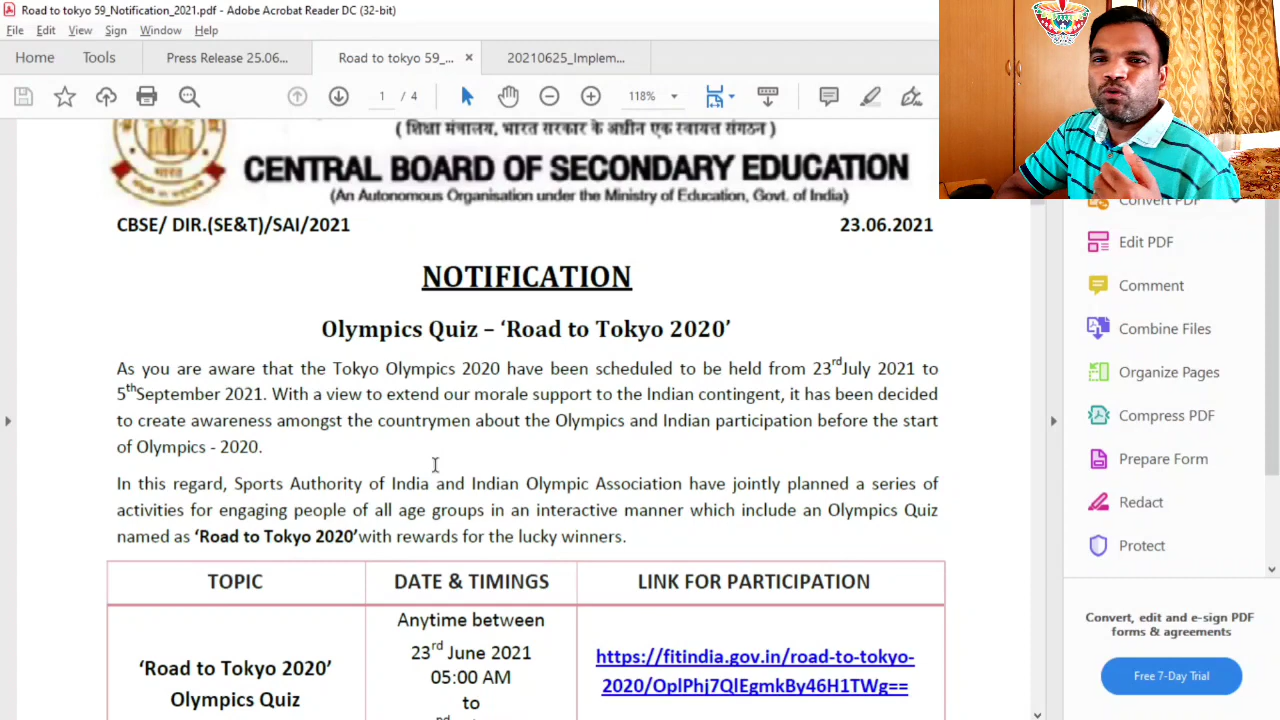 Road to tokyo 59_Notification_2021.pdf - Adobe Acrobat Reader DC (32-bit)
File Edit View Sign Window Help
Home Tools Press Release 25.06... Road to tokyo 59_... × 20210625_Implem...
1 / 4 118%
( शिक्षा मंत्रालय, भारत सरकार के अधीन एक स्वायत्त संगठन )
CENTRAL BOARD OF SECONDARY EDUCATION
(An Autonomous Organisation under the Ministry of Education, Govt. of India)
CBSE/ DIR.(SE&T)/SAI/2021 23.06.2021
NOTIFICATION
Olympics Quiz – ‘Road to Tokyo 2020’
As you are aware that the Tokyo Olympics 2020 have been scheduled to be held from 23rd July 2021 to
5th September 2021. With a view to extend our morale support to the Indian contingent, it has been decided
to create awareness amongst the countrymen about the Olympics and Indian participation before the start
of Olympics - 2020.
In this regard, Sports Authority of India and Indian Olympic Association have jointly planned a series of
activities for engaging people of all age groups in an interactive manner which include an Olympics Quiz
named as ‘Road to Tokyo 2020’with rewards for the lucky winners.
TOPIC DATE & TIMINGS LINK FOR PARTICIPATION
‘Road to Tokyo 2020’
Olympics Quiz
Anytime between
23rd June 2021
05:00 AM
to
https://fitindia.gov.in/road-to-tokyo-
2020/OplPhj7QlEgmkBy46H1TWg==
Convert PDF
Edit PDF
Comment
Combine Files
Organize Pages
Compress PDF
Prepare Form
Redact
Protect
Convert, edit and e-sign PDF
forms & agreements
Free 7-Day Trial